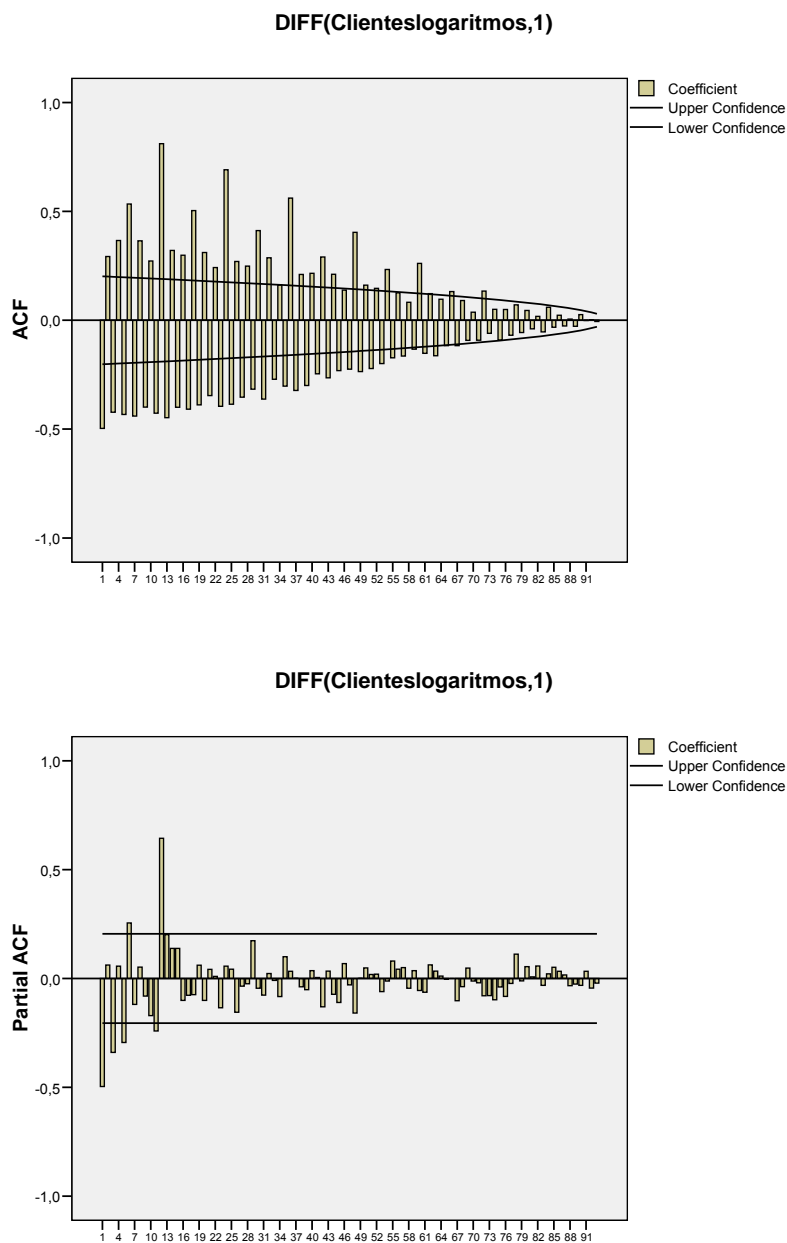 DIFF(Clienteslogaritmos,1)
1,0
0,5
0,0
-0,5
-1,0
ACF
Coefficient
Upper Confidence
Lower Confidence
1 4 7 10 13 16 19 22 25 28 31 34 37 40 43 46 49 52 55 58 61 64 67 70 73 76 79 82 85 88 91
DIFF(Clienteslogaritmos,1)
1,0
0,5
0,0
-0,5
-1,0
Partial ACF
Coefficient
Upper Confidence
Lower Confidence
1 4 7 10 13 16 19 22 25 28 31 34 37 40 43 46 49 52 55 58 61 64 67 70 73 76 79 82 85 88 91